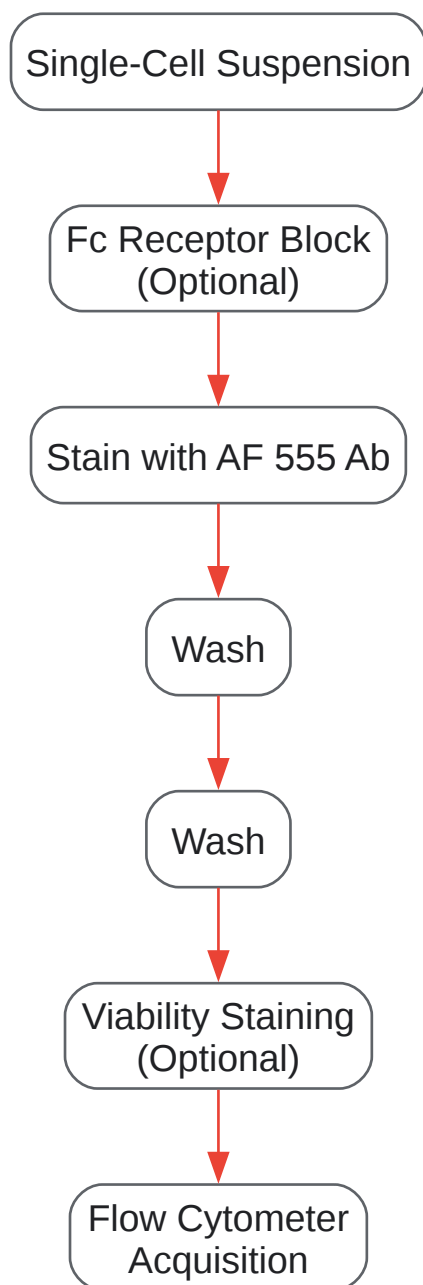 Single-Cell Suspension
Fc Receptor Block
(Optional)
Stain with AF 555 Ab
Wash
Wash
Viability Staining
(Optional)
Flow Cytometer
Acquisition